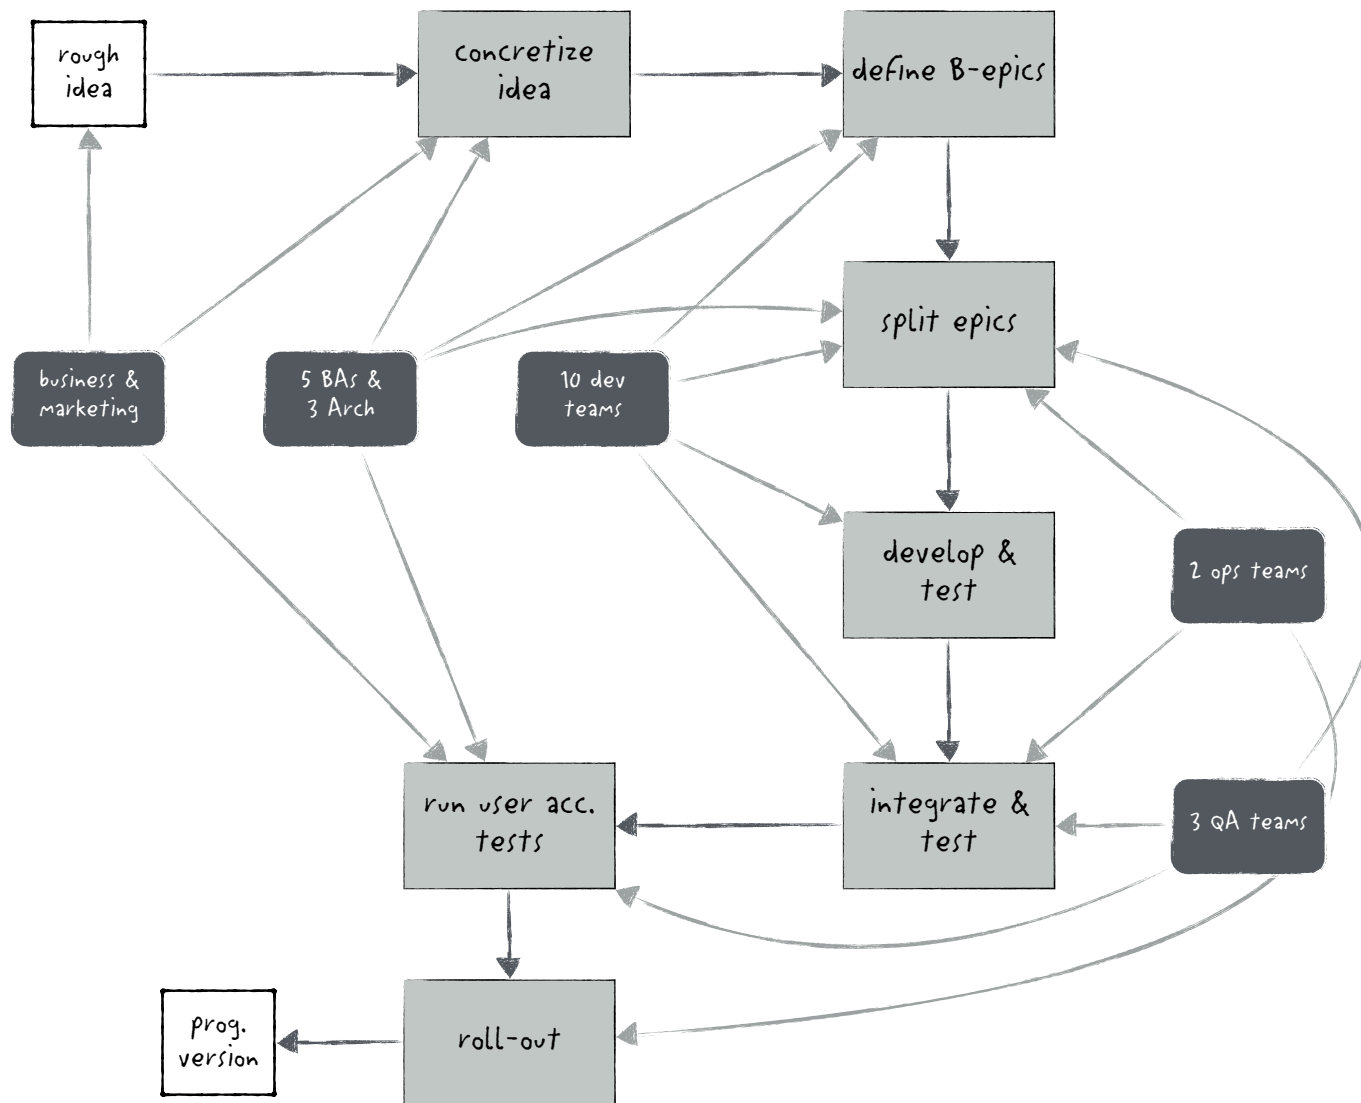 rough
idea
concretize
idea
define B-epics
split epics
business &
marketing
5 BAs &
3 Arch
10 dev
teams
develop &
test
2 ops teams
run user acc.
tests
integrate &
test
3 QA teams
prog.
version
roll-out